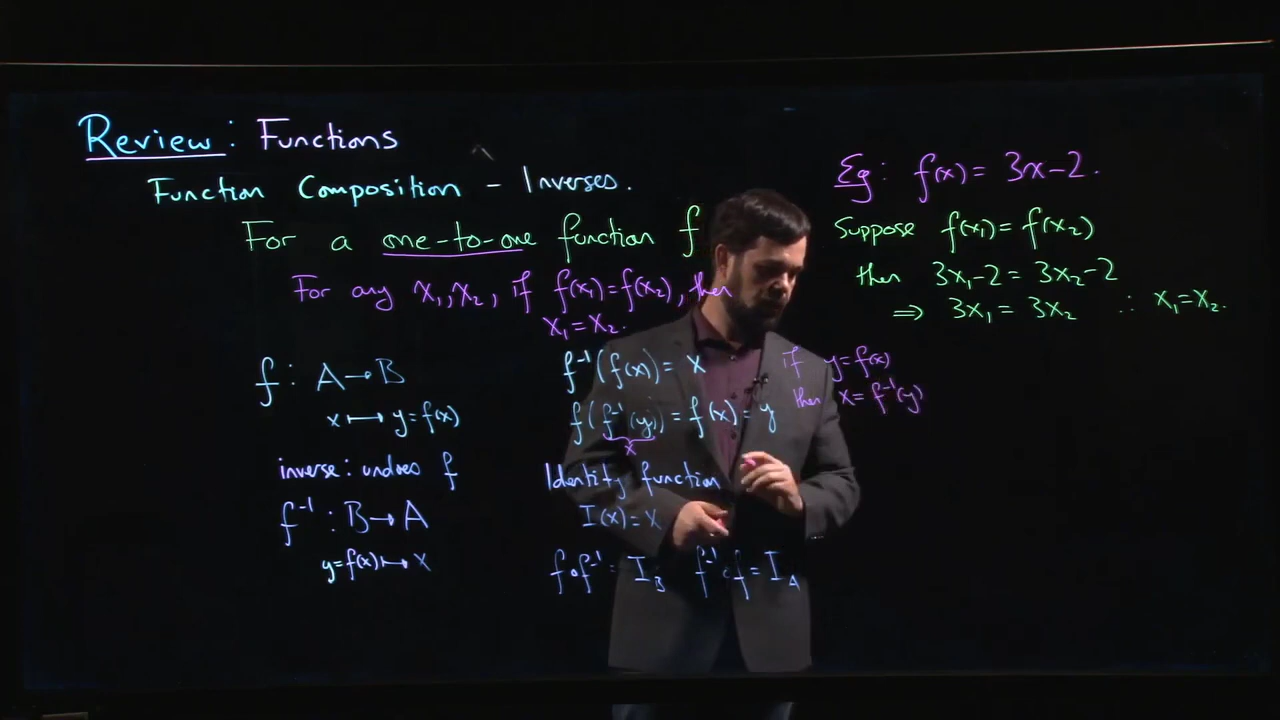 Review: Functions
Function Composition - Inverses.
For a one-to-one function f
For any x₁,x₂, if f(x₁)=f(x₂), then
x₁=x₂.
f: A→B
x ⟼ y=f(x)
inverse: undoes f
f⁻¹: B→A
y=f(x)⟼ x
f⁻¹(f(x))= x
f(f⁻¹(y))=f(x)=y
x
if y=f(x)
then x=f⁻¹(y)
Identity function
I(x)=x
f∘f⁻¹= I_B f⁻¹∘f=I_A
Eg: f(x)= 3x-2.
Suppose f(x₁)=f(x₂)
then 3x₁-2=3x₂-2
⇒ 3x₁=3x₂ ∴ x₁=x₂.